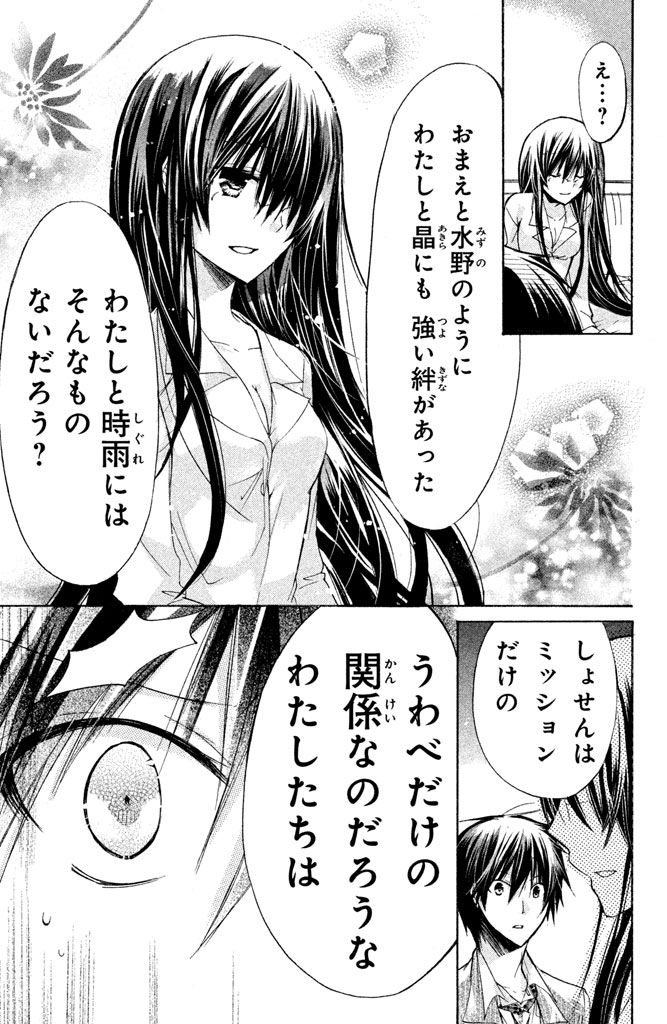 え…?
おまえと水野のように
わたしと晶にも 強い絆があった
わたしと時雨には
そんなもの
ないだろう?
しょせんは
ミッション
だけの
うわべだけの
関係なのだろうな
わたしたちは